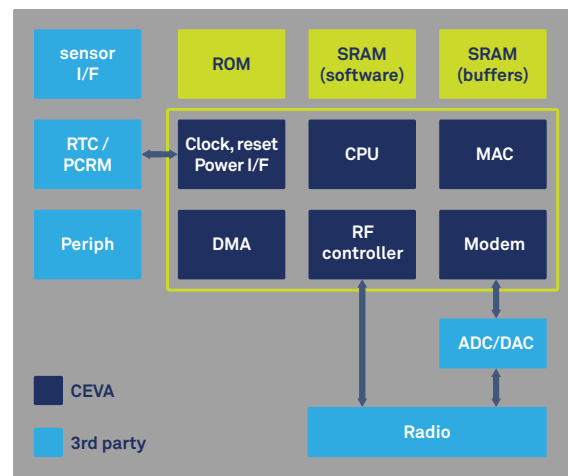 sensor
I/F
ROM
SRAM
(software)
SRAM
(buffers)
RTC /
PCRM
Clock, reset
Power I/F
CPU
MAC
Periph
DMA
RF
controller
Modem
ADC/DAC
CEVA
3rd party
Radio